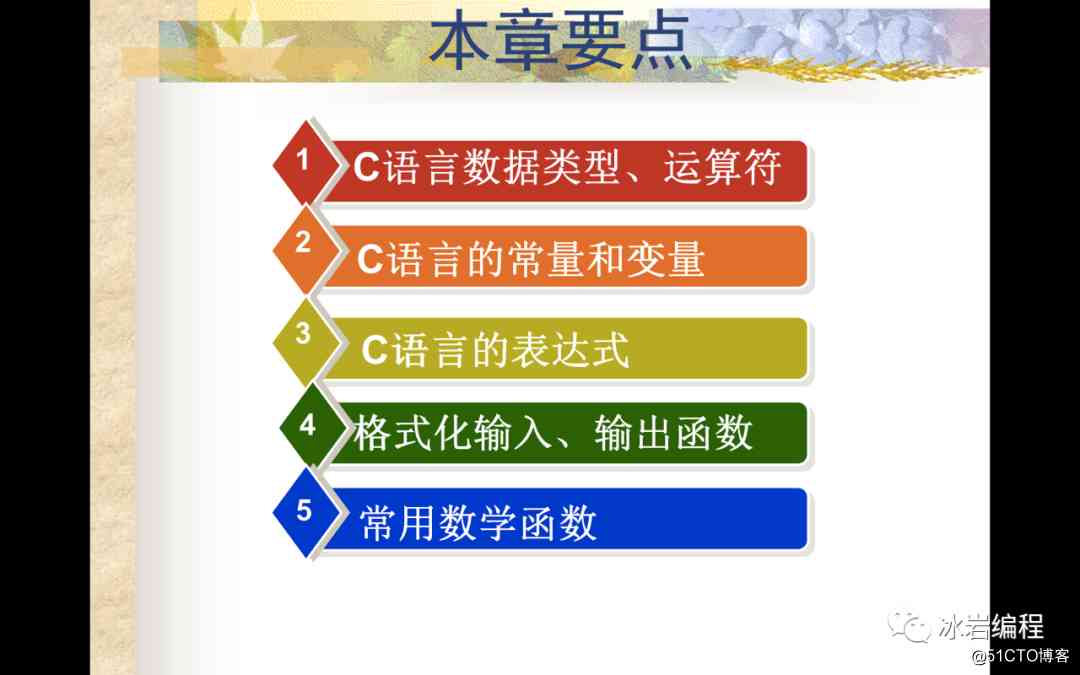 本章要点
1 C语言数据类型、运算符
2 C语言的常量和变量
3 C语言的表达式
4 格式化输入、输出函数
5 常用数学函数
冰岩编程
@51CTO博客